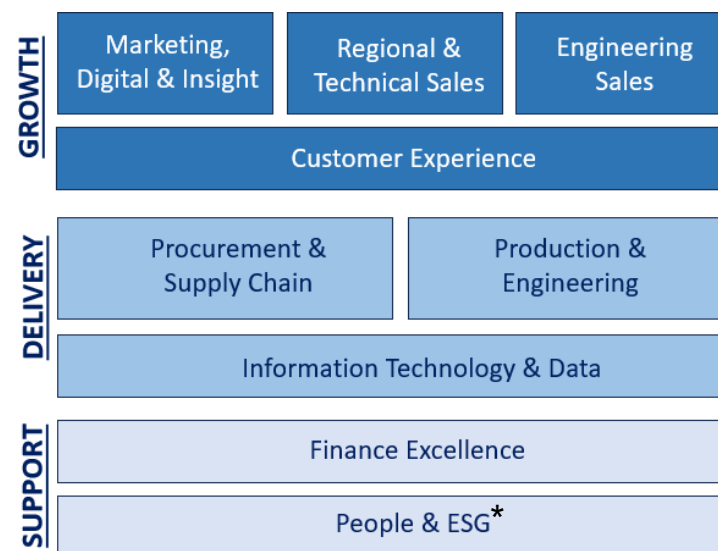 GROWTH
Marketing,
Digital & Insight
Regional &
Technical Sales
Engineering
Sales
Customer Experience
DELIVERY
Procurement &
Supply Chain
Production &
Engineering
Information Technology & Data
SUPPORT
Finance Excellence
People & ESG*